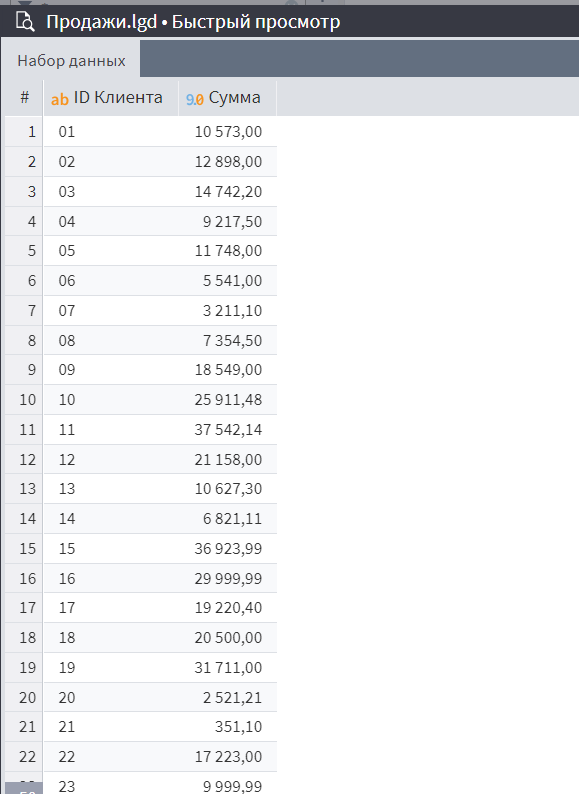 Продажи.lgd • Быстрый просмотр
Набор данных
# ab ID Клиента 9.0 Сумма
1 01 10 573,00
2 02 12 898,00
3 03 14 742,20
4 04 9 217,50
5 05 11 748,00
6 06 5 541,00
7 07 3 211,10
8 08 7 354,50
9 09 18 549,00
10 10 25 911,48
11 11 37 542,14
12 12 21 158,00
13 13 10 627,30
14 14 6 821,11
15 15 36 923,99
16 16 29 999,99
17 17 19 220,40
18 18 20 500,00
19 19 31 711,00
20 20 2 521,21
21 21 351,10
22 22 17 223,00
23 9 999,99